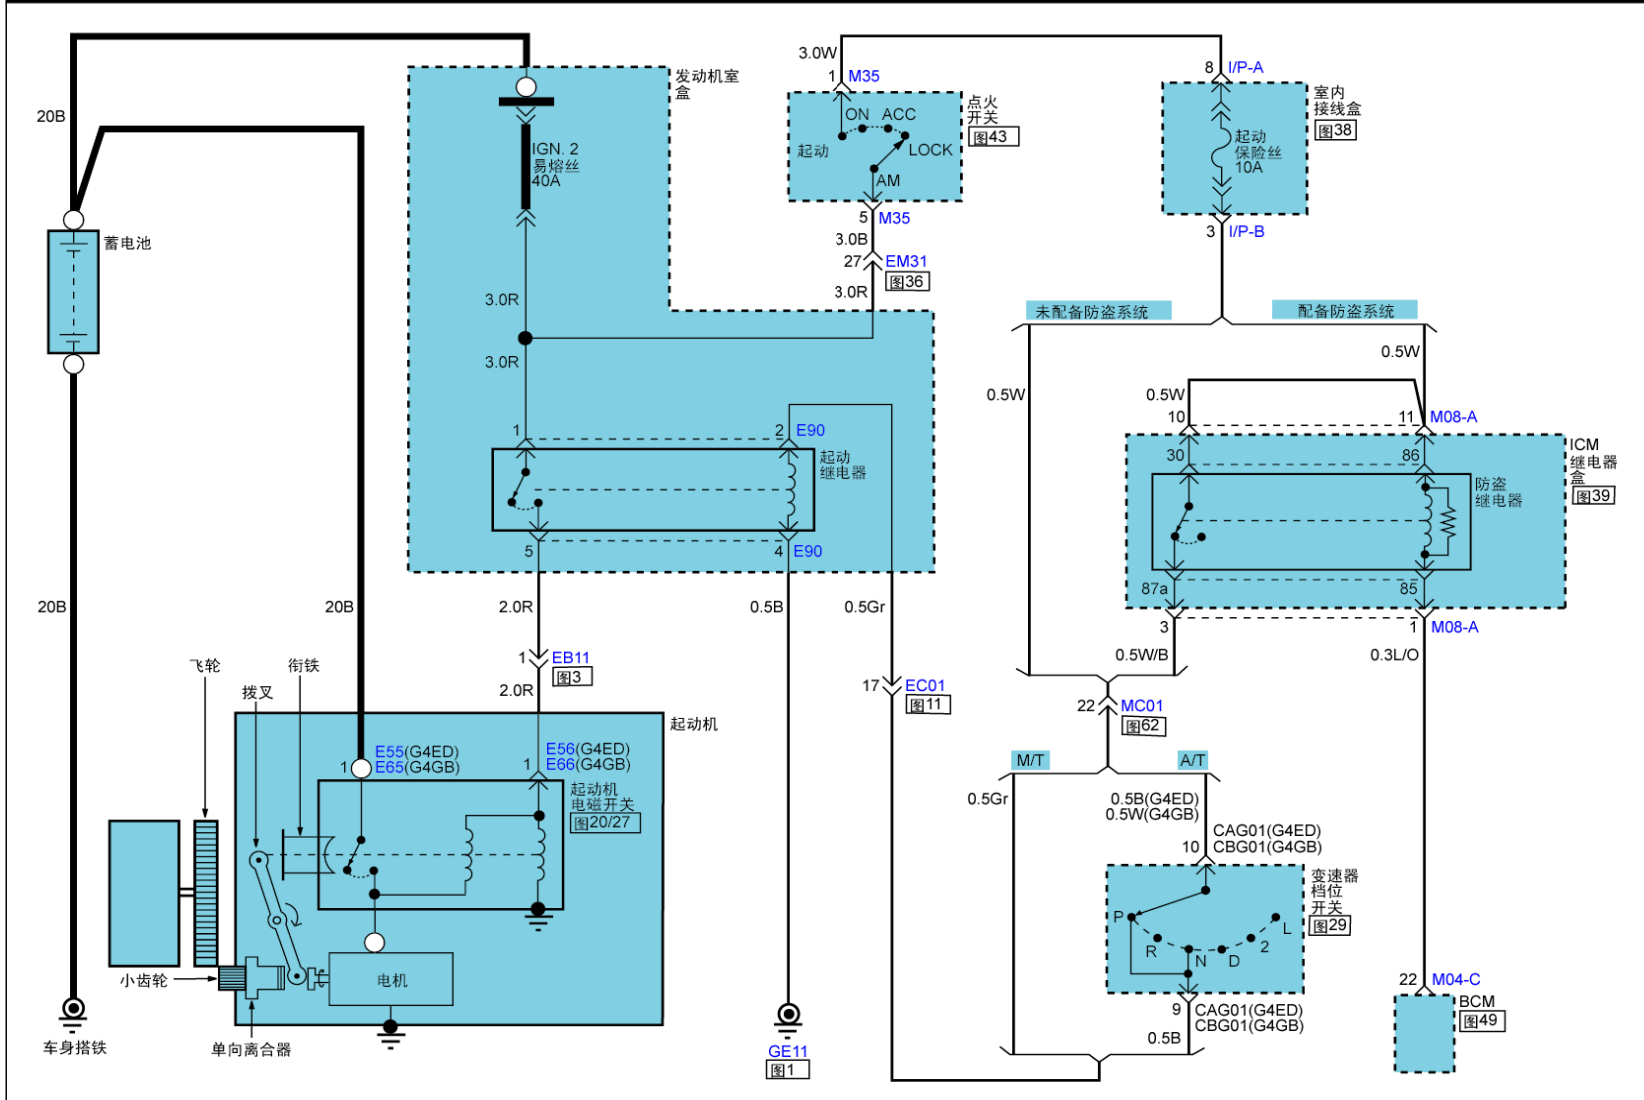 20B
发动机室
盒
IGN. 2
易熔丝
40A
3.0R
3.0R
1
2
E90
起动
继电器
5
4
E90
蓄电池
20B
20B
2.0R
0.5B
0.5Gr
1
EB11
图3
2.0R
17
EC01
图11
3.0W
1
M35
点火
开关
图43
ON
ACC
起动
LOCK
AM
5
M35
3.0B
27
EM31
图36
3.0R
8
I/P-A
室内
接线盒
图38
起动
保险丝
10A
3
I/P-B
未配备防盗系统
配备防盗系统
0.5W
0.5W
0.5W
10
11
M08-A
30
86
ICM
继电器
盒
图39
防盗
继电器
87a
85
3
1
M08-A
0.5W/B
0.3L/O
22
MC01
图62
M/T
A/T
0.5Gr
0.5B(G4ED)
0.5W(G4GB)
10
CAG01(G4ED)
CBG01(G4GB)
变速器
档位
开关
图29
P
R
N
D
2
L
9
CAG01(G4ED)
CBG01(G4GB)
0.5B
22
M04-C
BCM
图49
飞轮
拨叉
衔铁
起动机
1
E55(G4ED)
E65(G4GB)
1
E56(G4ED)
E66(G4GB)
起动机
电磁开关
图20/27
小齿轮
电机
单向离合器
车身搭铁
GE11
图1